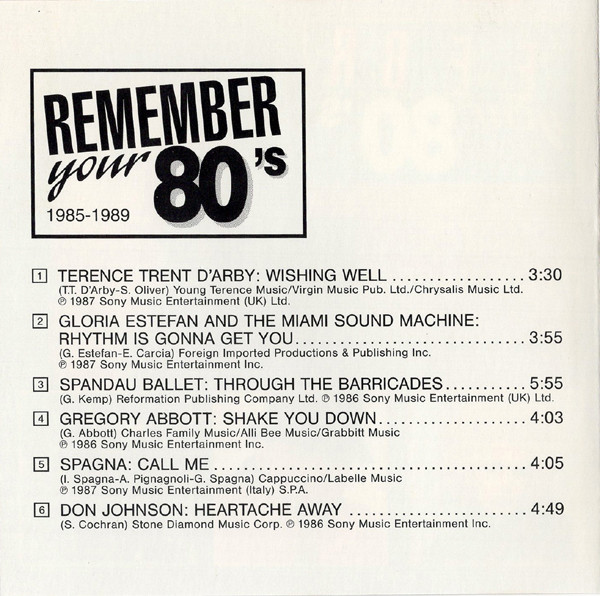 REMEMBER
your 80's
1985-1989
1 TERENCE TRENT D'ARBY: WISHING WELL ................ 3:30
(T.T. D'Arby-S. Oliver) Young Terence Music/Virgin Music Pub. Ltd./Chrysalis Music Ltd.
℗ 1987 Sony Music Entertainment (UK) Ltd.
2 GLORIA ESTEFAN AND THE MIAMI SOUND MACHINE:
RHYTHM IS GONNA GET YOU........................... 3:55
(G. Estefan-E. Carcia) Foreign Imported Productions & Publishing Inc.
℗ 1987 Sony Music Entertainment Inc.
3 SPANDAU BALLET: THROUGH THE BARRICADES.......... 5:55
(G. Kemp) Reformation Publishing Company Ltd. ℗ 1986 Sony Music Entertainment (UK) Ltd.
4 GREGORY ABBOTT: SHAKE YOU DOWN.................. 4:03
(G. Abbott) Charles Family Music/Alli Bee Music/Grabbitt Music
℗ 1986 Sony Music Entertainment Inc.
5 SPAGNA: CALL ME ..................................... 4:05
(I. Spagna-A. Pignagnoli-G. Spagna) Cappuccino/Labelle Music
℗ 1987 Sony Music Entertainment (Italy) S.P.A.
6 DON JOHNSON: HEARTACHE AWAY ..................... 4:49
(S. Cochran) Stone Diamond Music Corp. ℗ 1986 Sony Music Entertainment Inc.